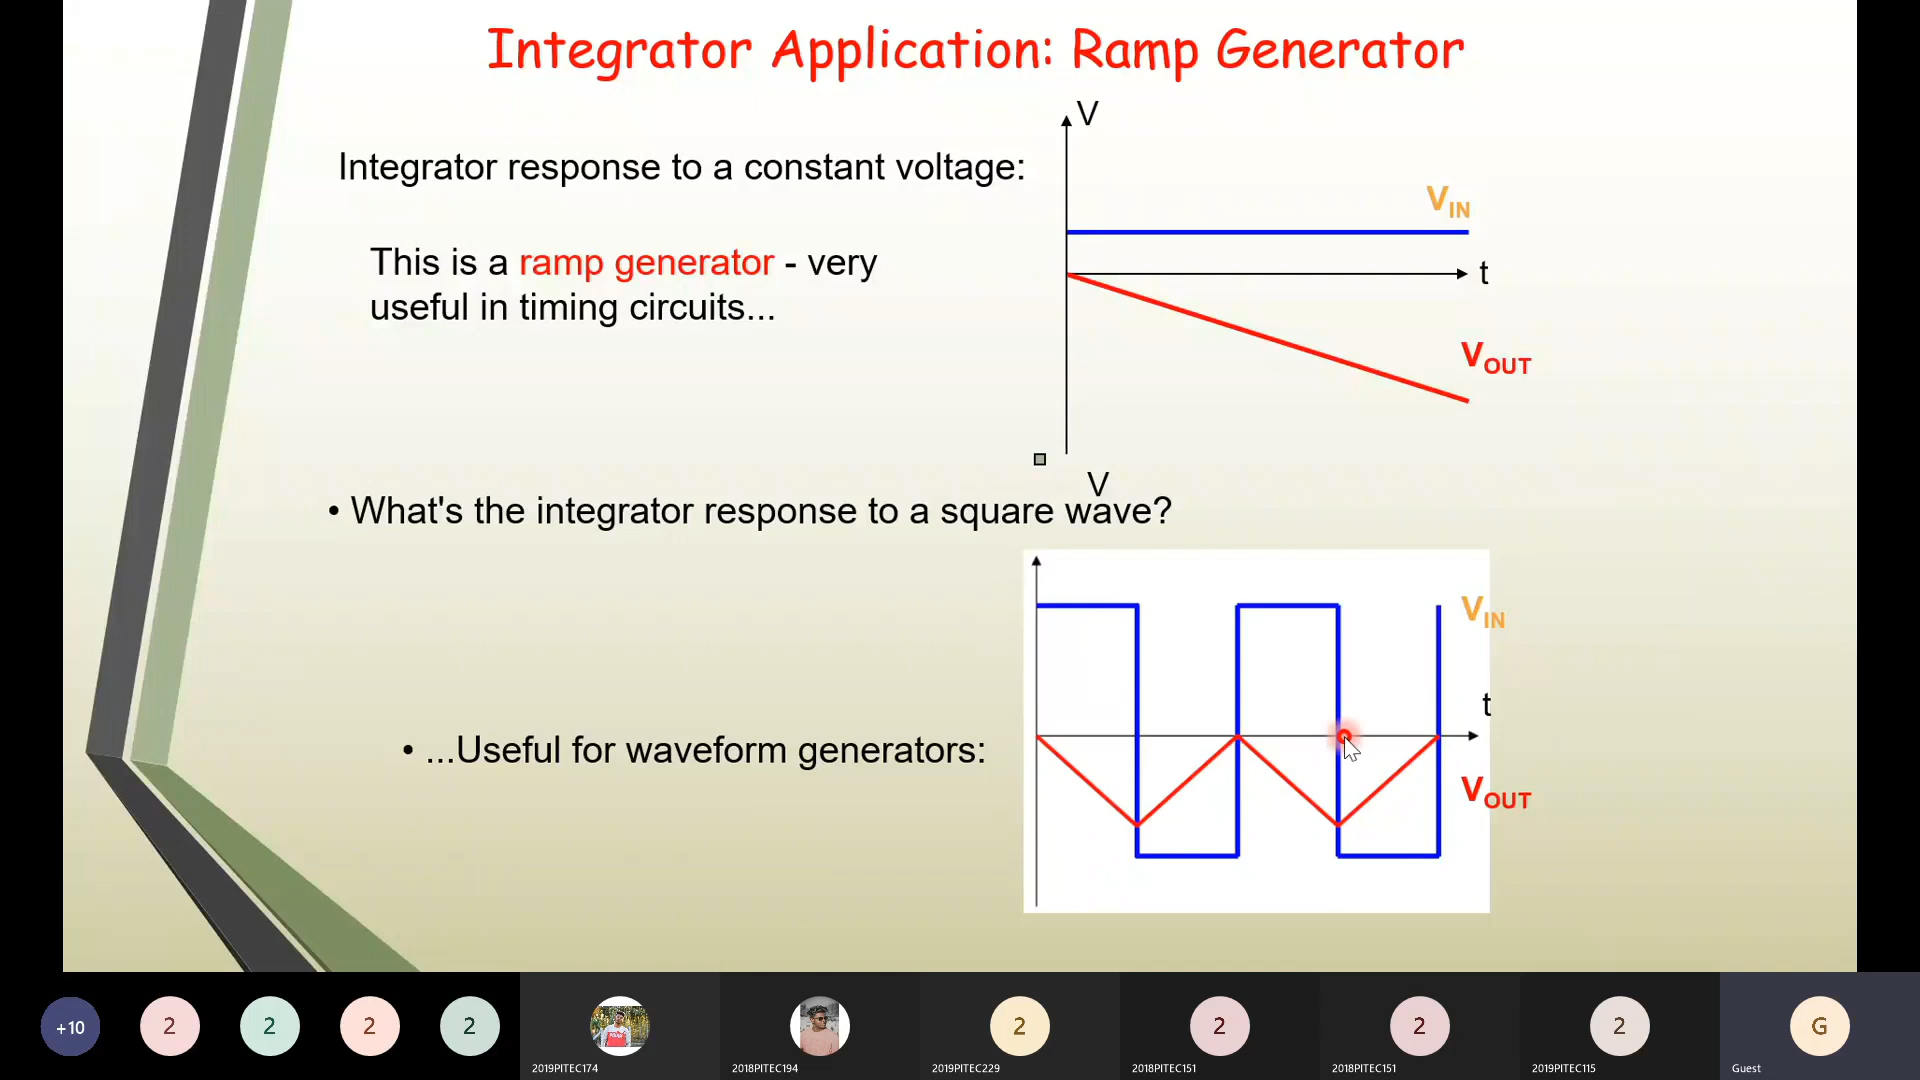 Integrator Application: Ramp Generator
V
Integrator response to a constant voltage:
VIN
This is a ramp generator - very
useful in timing circuits...
t
VOUT
V
• What's the integrator response to a square wave?
VIN
t
• ...Useful for waveform generators:
VOUT
+10
2
2
2
2
2
2
2
2
G
2019PITEC174
2018PITEC194
2019PITEC229
2018PITEC151
2018PITEC151
2019PITEC115
Guest